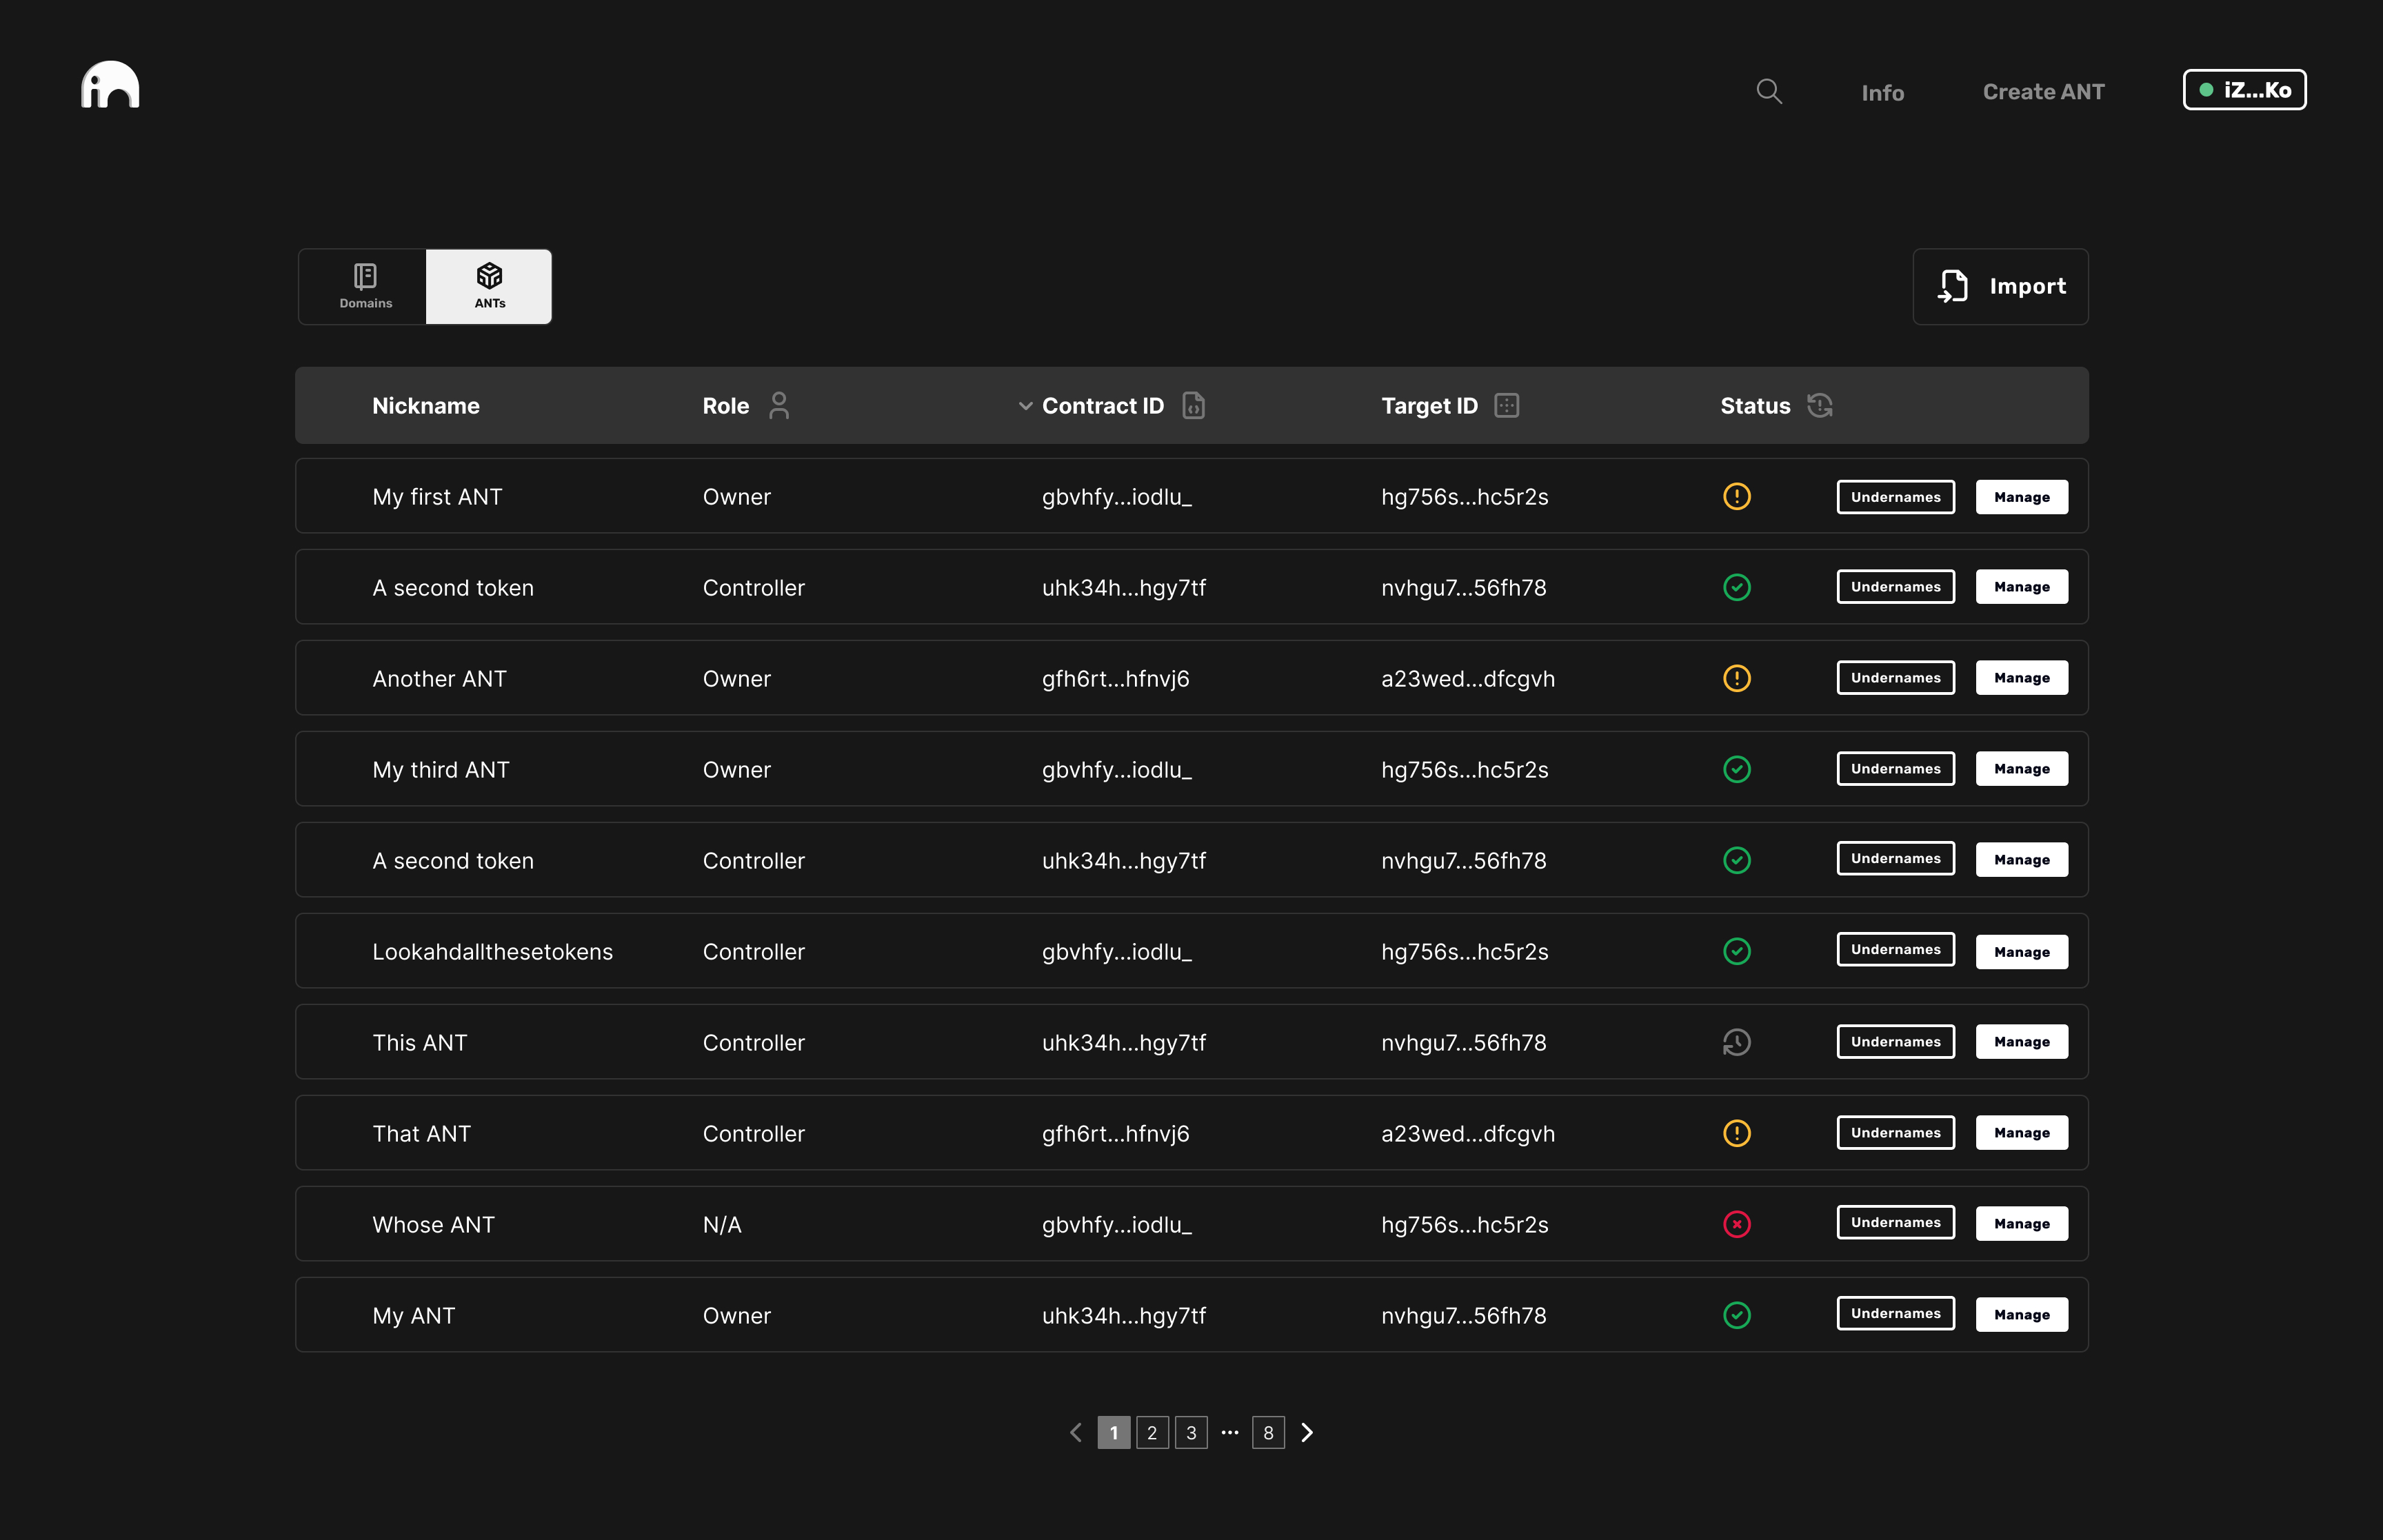 in
Info Create ANT iZ...Ko
Domains ANTs Import
Nickname Role Contract ID Target ID Status
My first ANT Owner gbvhfy...iodlu_ hg756s...hc5r2s Undernames Manage
A second token Controller uhk34h...hgy7tf nvhgu7...56fh78 Undernames Manage
Another ANT Owner gfh6rt...hfnvj6 a23wed...dfcgvh Undernames Manage
My third ANT Owner gbvhfy...iodlu_ hg756s...hc5r2s Undernames Manage
A second token Controller uhk34h...hgy7tf nvhgu7...56fh78 Undernames Manage
Lookahdallthesetokens Controller gbvhfy...iodlu_ hg756s...hc5r2s Undernames Manage
This ANT Controller uhk34h...hgy7tf nvhgu7...56fh78 Undernames Manage
That ANT Controller gfh6rt...hfnvj6 a23wed...dfcgvh Undernames Manage
Whose ANT N/A gbvhfy...iodlu_ hg756s...hc5r2s Undernames Manage
My ANT Owner uhk34h...hgy7tf nvhgu7...56fh78 Undernames Manage
1 2 3 ... 8